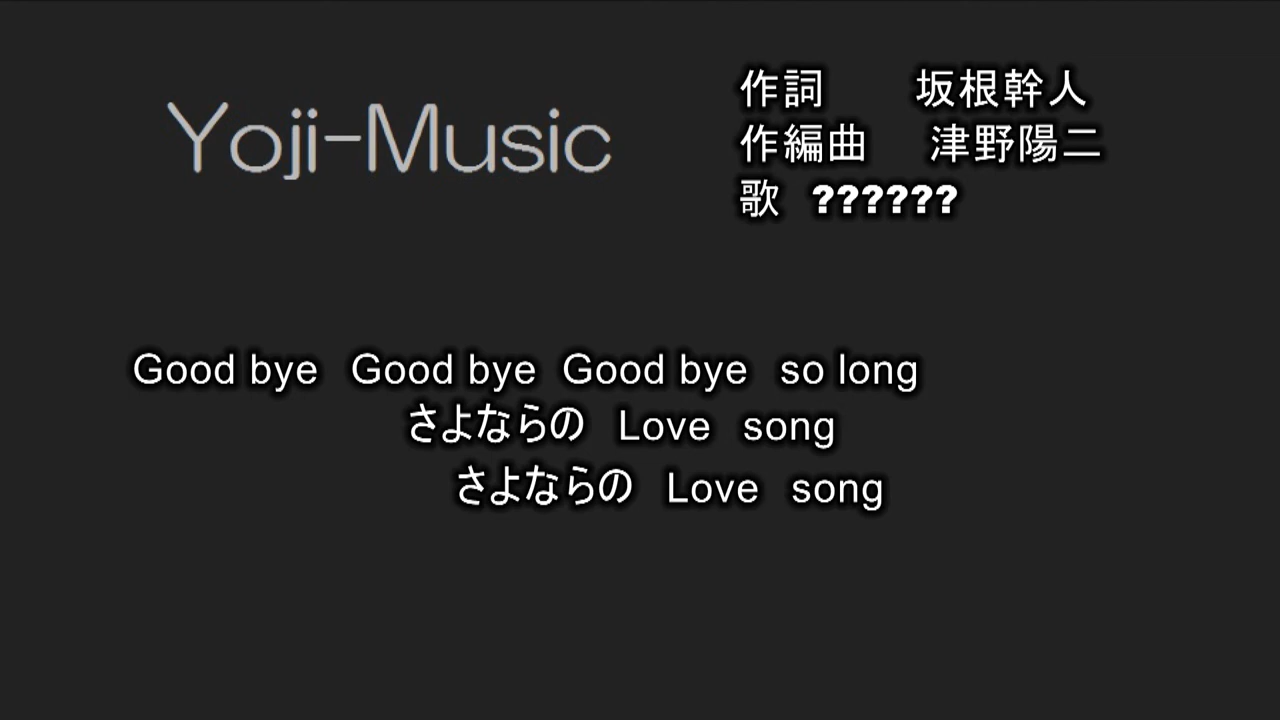 Yoji-Music
作詞　　坂根幹人
作編曲　 津野陽二
歌　??????
Good bye　Good bye　Good bye　so long
さよならの　Love　song
さよならの　Love　song